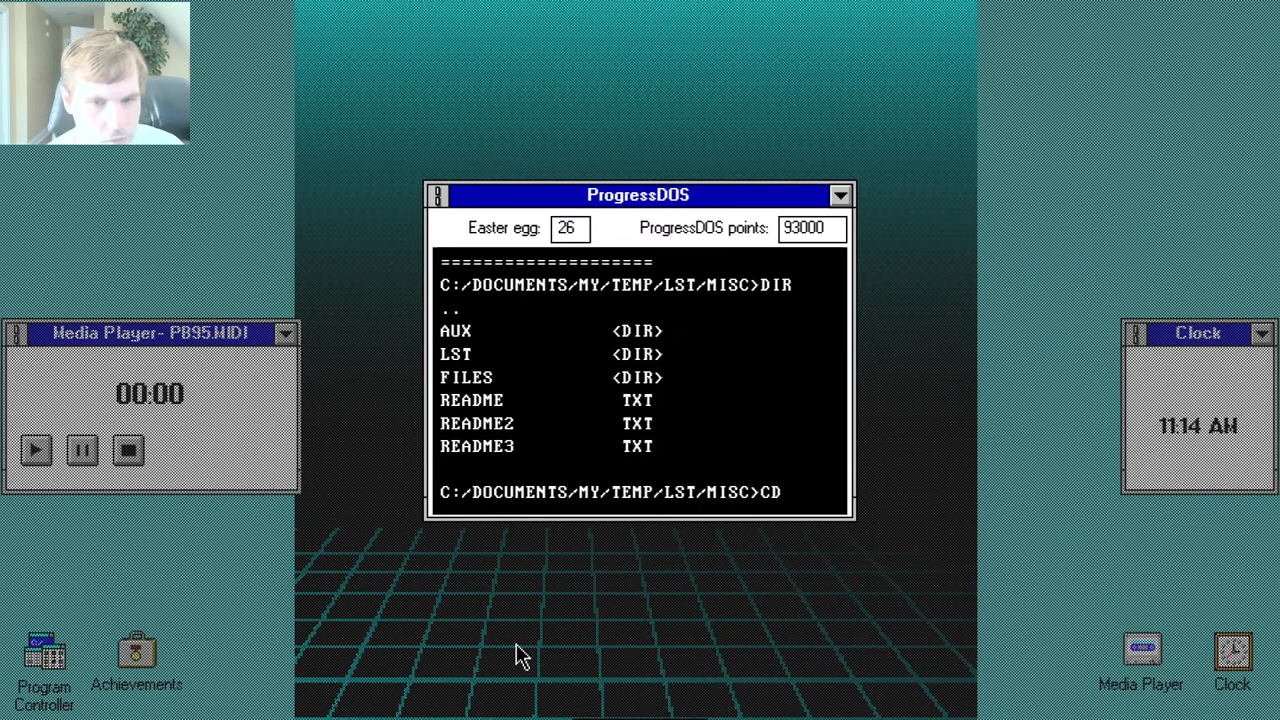 ProgressDOS
Easter egg: 26 ProgressDOS points: 93000
====================
C:/DOCUMENTS/MY/TEMP/LST/MISC>DIR
..
AUX <DIR>
LST <DIR>
FILES <DIR>
README TXT
README2 TXT
README3 TXT
C:/DOCUMENTS/MY/TEMP/LST/MISC>CD
Media Player- PB95.MIDI
00:00
Clock
11:14 AM
Program
Controller
Achievements
Media Player
Clock